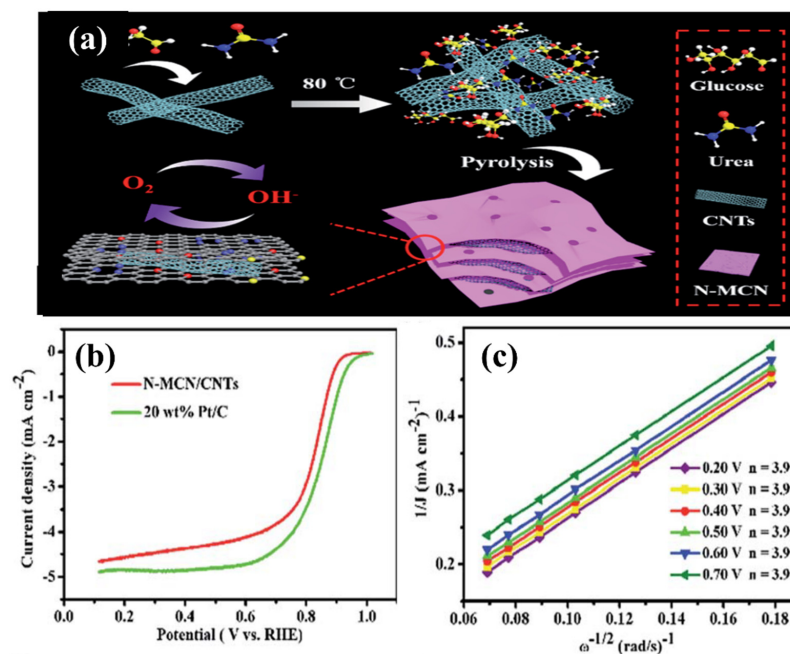 (a)
80 ℃
Glucose
Pyrolysis
Urea
O₂
OH⁻
CNTs
N-MCN
(b)
N-MCN/CNTs
20 wt% Pt/C
Current density (mA cm⁻²)
0
-1
-2
-3
-4
-5
0.0 0.2 0.4 0.6 0.8 1.0
Potential ( V vs. RHE)
(c)
1/J (mA cm⁻²)⁻¹
0.5
0.4
0.3
0.2
0.20 V n = 3.9
0.30 V n = 3.9
0.40 V n = 3.9
0.50 V n = 3.9
0.60 V n = 3.9
0.70 V n = 3.9
0.06 0.08 0.10 0.12 0.14 0.16 0.18
ω⁻¹/² (rad/s)⁻¹